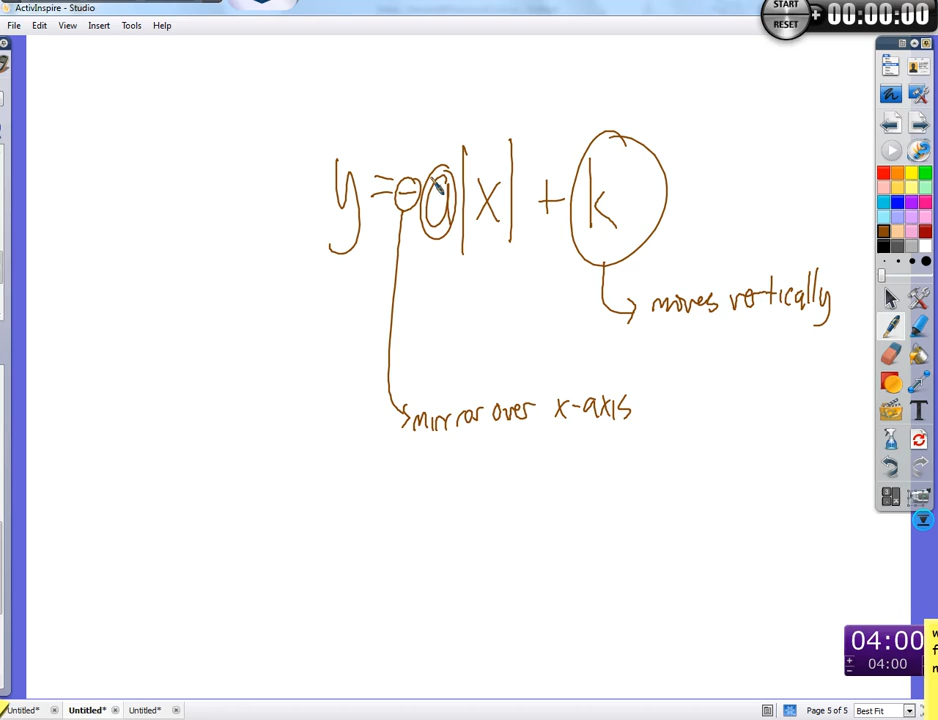 ActivInspire - Studio
START
RESET
00:00:00
File Edit View Insert Tools Help
y = - a|x| + k
moves vertically
mirror over x-axis
04:00
04:00
Untitled* Untitled* Untitled* Page 5 of 5 Best Fit